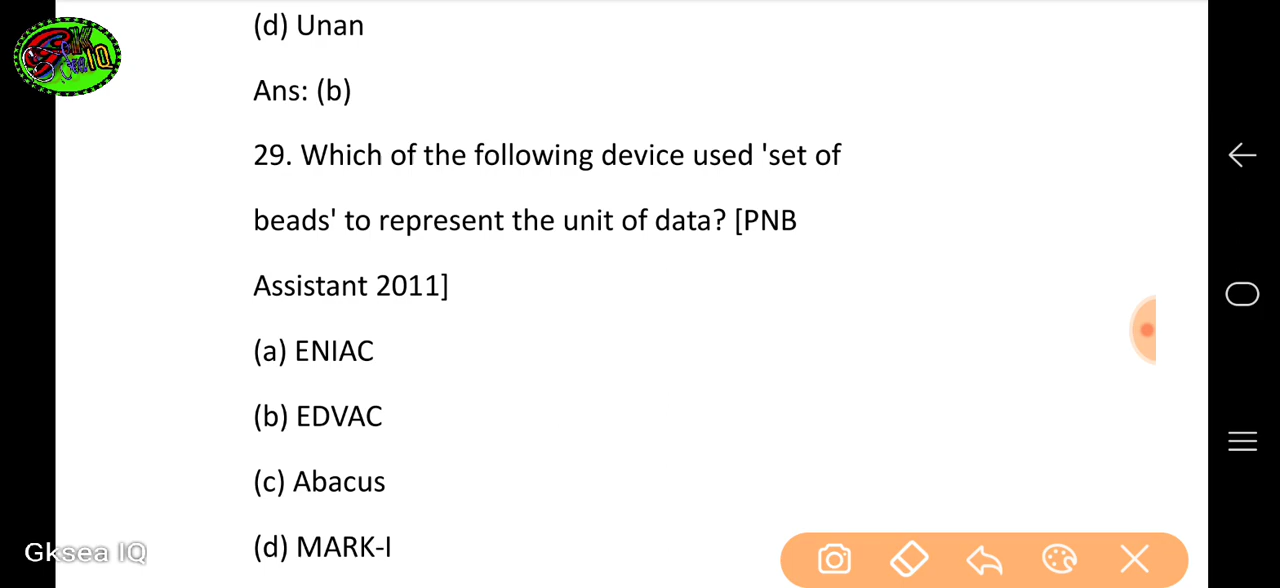 (d) Unan
Ans: (b)
29. Which of the following device used 'set of
beads' to represent the unit of data? [PNB
Assistant 2011]
(a) ENIAC
(b) EDVAC
(c) Abacus
(d) MARK-I
Gksea IQ